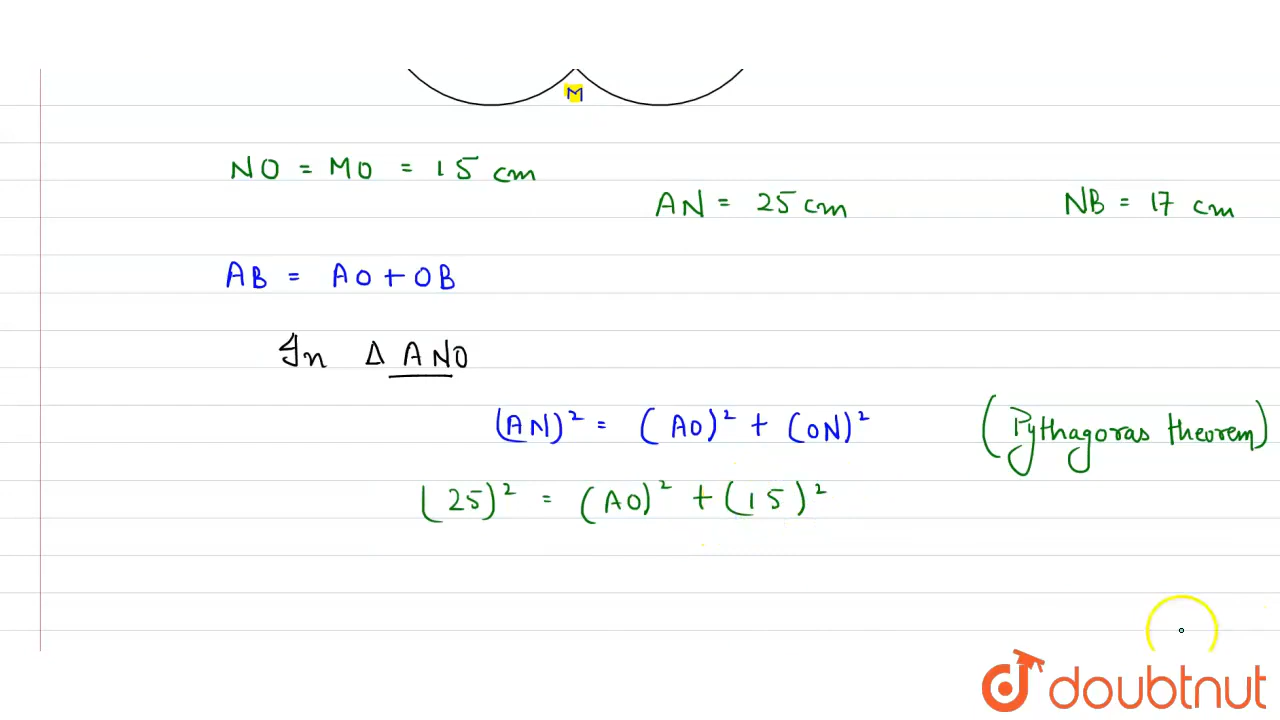 M
NO = MO = 15 cm
AN = 25 cm
NB = 17 cm
AB = AO + OB
In Δ ANO
(AN)² = (AO)² + (ON)² (Pythagoras theorem)
(25)² = (AO)² + (15)²
doubtnut